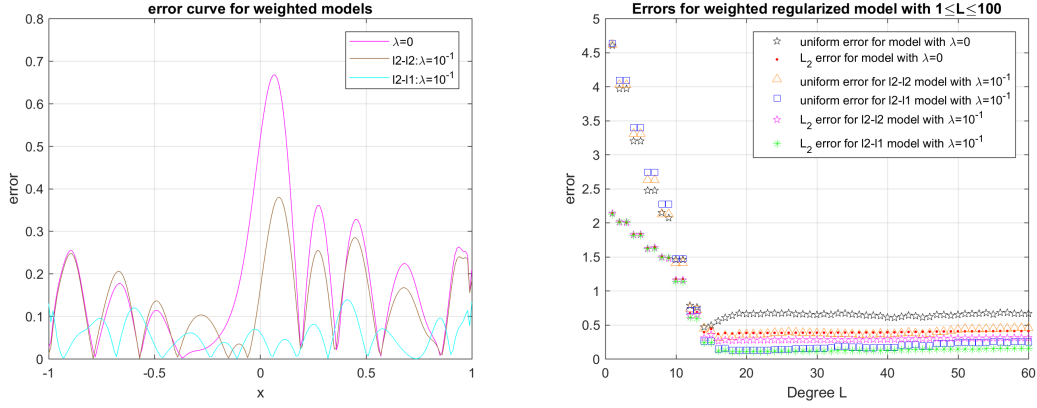 error curve for weighted models
λ=0
l2-l2:λ=10⁻¹
l2-l1:λ=10⁻¹
error
0.8
0.7
0.6
0.5
0.4
0.3
0.2
0.1
0
-1
-0.5
0
0.5
1
x
Errors for weighted regularized model with 1≤L≤100
uniform error for model with λ=0
L₂ error for model with λ=0
uniform error for l2-l2 model with λ=10⁻¹
uniform error for l2-l1 model with λ=10⁻¹
L₂ error for l2-l2 model with λ=10⁻¹
L₂ error for l2-l1 model with λ=10⁻¹
error
5
4.5
4
3.5
3
2.5
2
1.5
1
0.5
0
0
10
20
30
40
50
60
Degree L